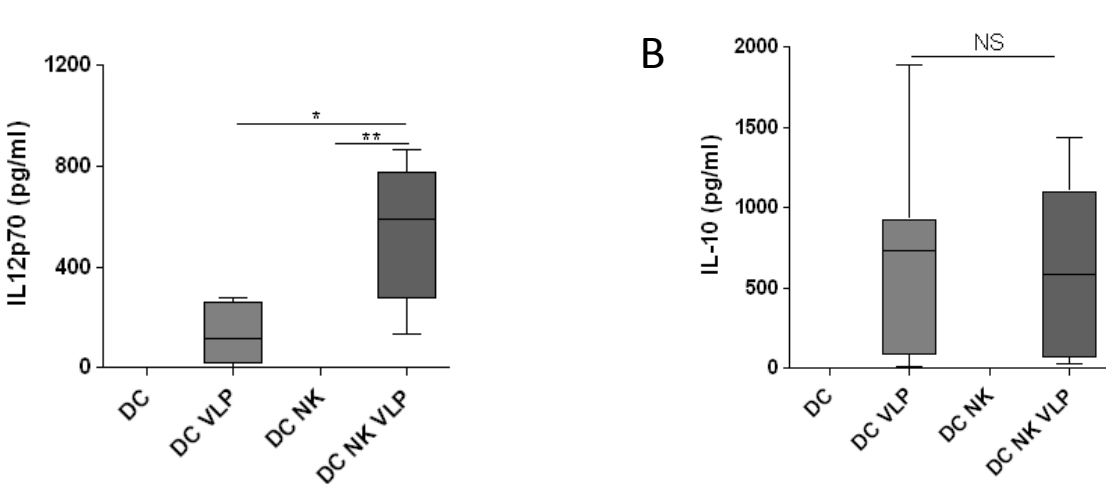 IL12p70 (pg/ml)
1200
800
400
0
*
**
DC
DC VLP
DC NK
DC NK VLP
B
IL-10 (pg/ml)
2000
1500
1000
500
0
NS
DC
DC VLP
DC NK
DC NK VLP